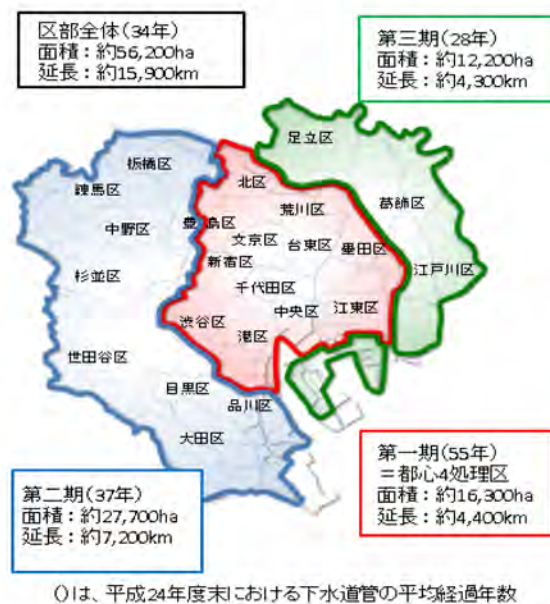 区部全体(34年)
面積：約56,200ha
延長：約15,900km
第三期(28年)
面積：約12,200ha
延長：約4,300km
足立区
板橋区
北区
練馬区
葛飾区
荒川区
中野区
豊島区
文京区
台東区
墨田区
新宿区
江戸川区
杉並区
千代田区
中央区
江東区
渋谷区
港区
世田谷区
目黒区
品川区
大田区
第一期(55年)
＝都心4処理区
面積：約16,300ha
延長：約4,400km
第二期(37年)
面積：約27,700ha
延長：約7,200km
()は、平成24年度末における下水道管の平均経過年数